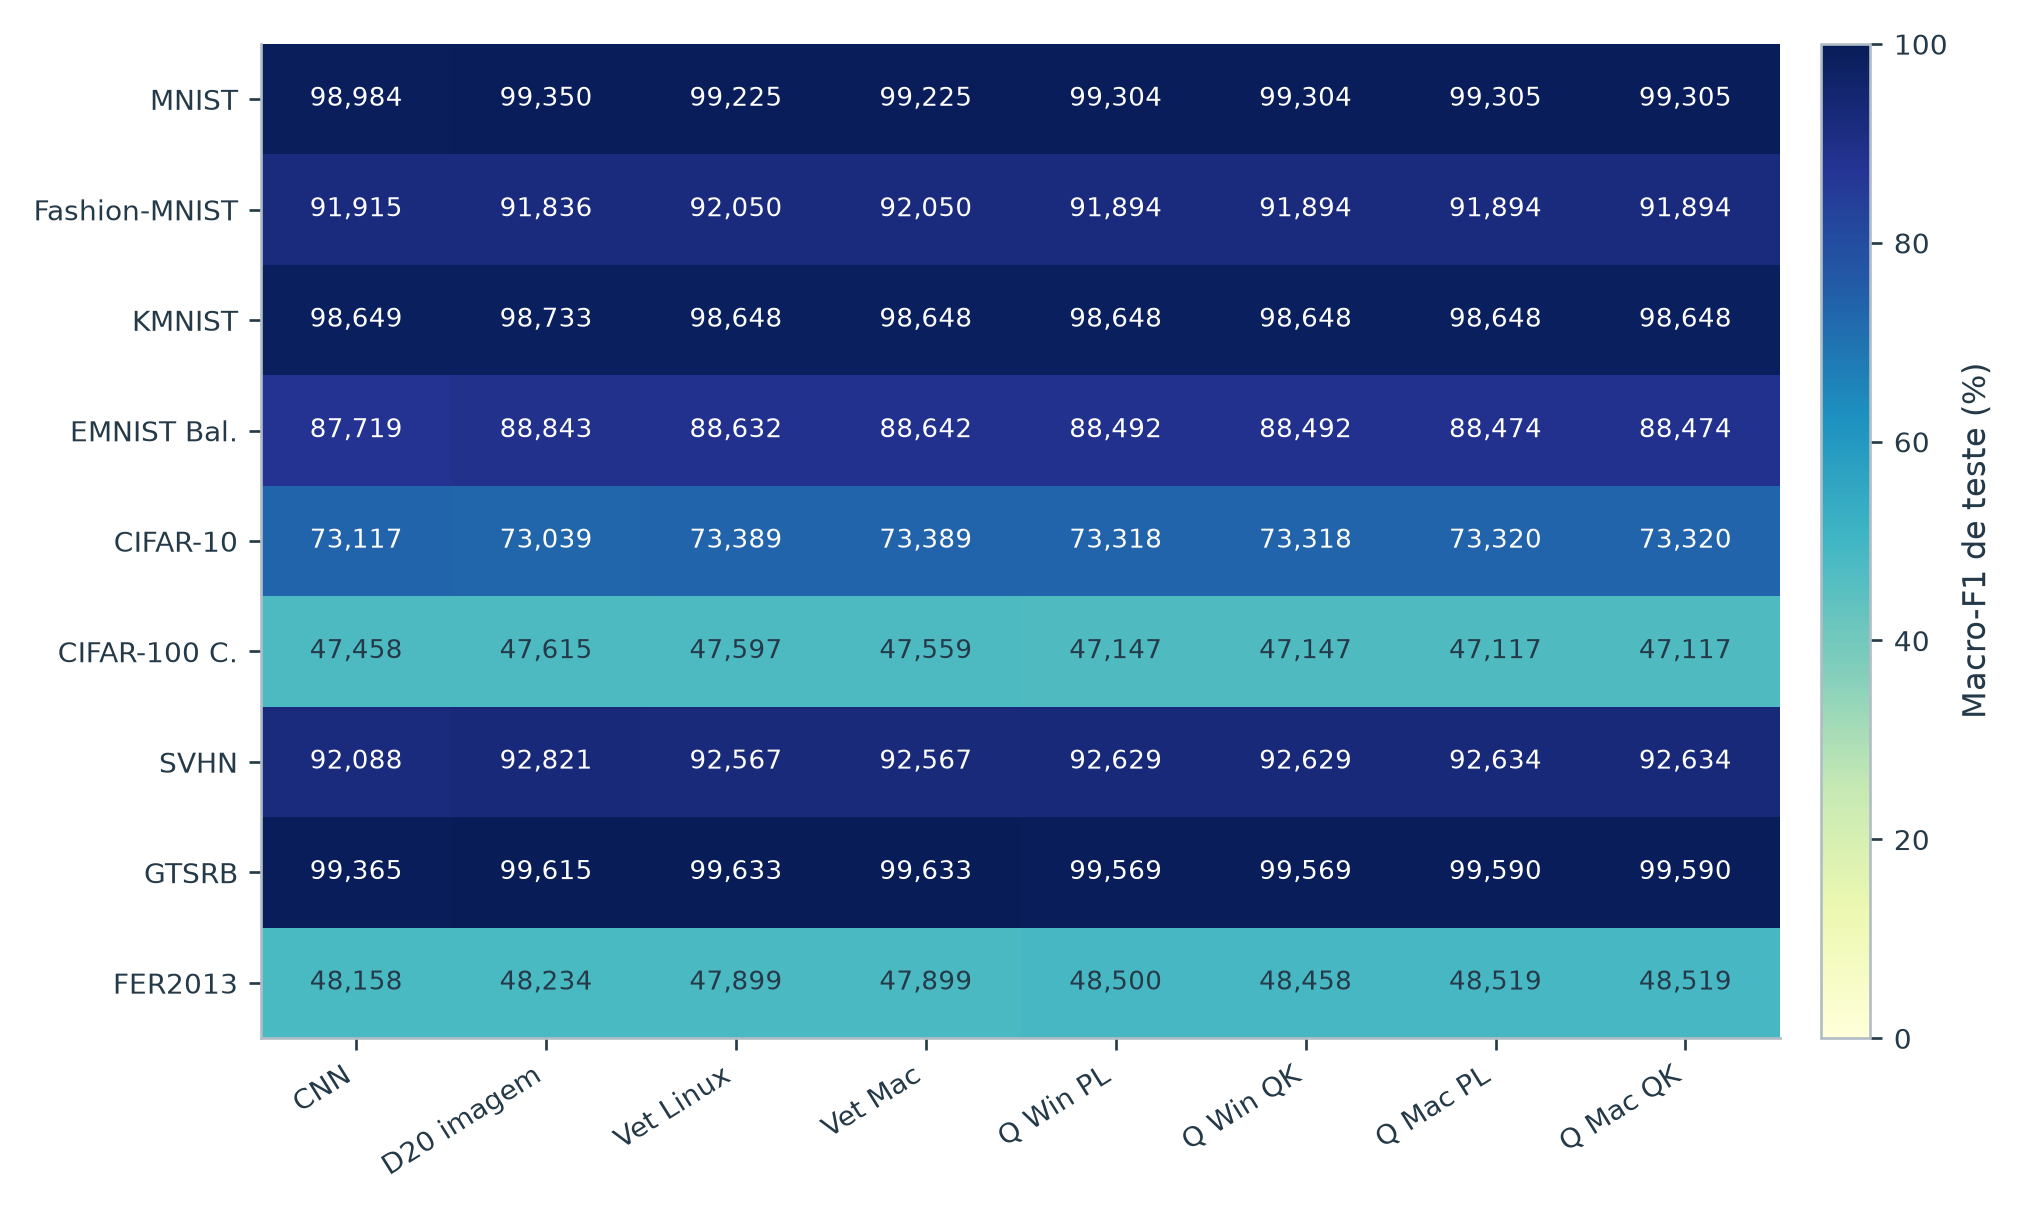 MNIST 98,984 99,350 99,225 99,225 99,304 99,304 99,305 99,305
Fashion-MNIST 91,915 91,836 92,050 92,050 91,894 91,894 91,894 91,894
KMNIST 98,649 98,733 98,648 98,648 98,648 98,648 98,648 98,648
EMNIST Bal. 87,719 88,843 88,632 88,642 88,492 88,492 88,474 88,474
CIFAR-10 73,117 73,039 73,389 73,389 73,318 73,318 73,320 73,320
CIFAR-100 C. 47,458 47,615 47,597 47,559 47,147 47,147 47,117 47,117
SVHN 92,088 92,821 92,567 92,567 92,629 92,629 92,634 92,634
GTSRB 99,365 99,615 99,633 99,633 99,569 99,569 99,590 99,590
FER2013 48,158 48,234 47,899 47,899 48,500 48,458 48,519 48,519
CNN
D20 imagem
Vet Linux
Vet Mac
Q Win PL
Q Win QK
Q Mac PL
Q Mac QK
100
80
60
40
20
0
Macro-F1 de teste (%)